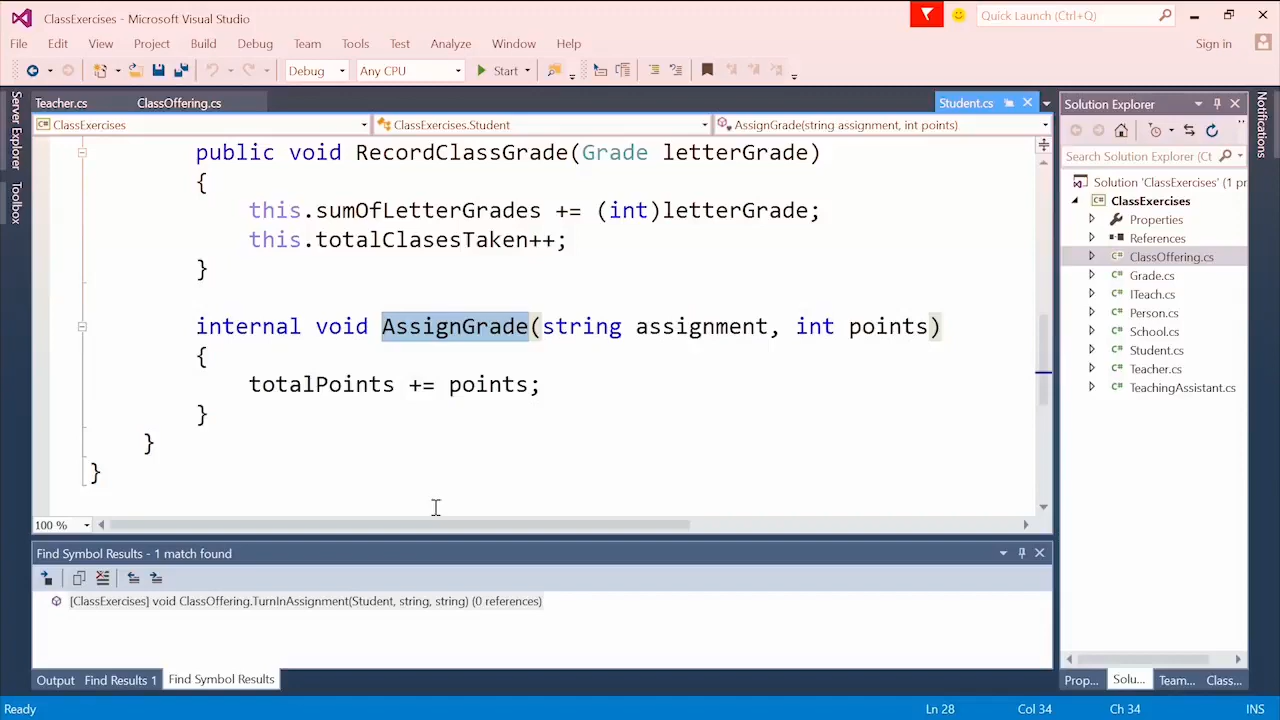 ClassExercises - Microsoft Visual Studio
Quick Launch (Ctrl+Q)
File Edit View Project Build Debug Team Tools Test Analyze Window Help
Sign in
Debug Any CPU Start
Server Explorer
Toolbox
Teacher.cs ClassOffering.cs Student.cs
ClassExercises ClassExercises.Student AssignGrade(string assignment, int points)
public void RecordClassGrade(Grade letterGrade)
{
this.sumOfLetterGrades += (int)letterGrade;
this.totalClasesTaken++;
}
internal void AssignGrade(string assignment, int points)
{
totalPoints += points;
}
}
}
100 %
Find Symbol Results - 1 match found
[ClassExercises] void ClassOffering.TurnInAssignment(Student, string, string) (0 references)
Output Find Results 1 Find Symbol Results
Solution Explorer
Search Solution Explorer (Ct
Solution 'ClassExercises' (1 pr
ClassExercises
Properties
References
C# ClassOffering.cs
C# Grade.cs
C# ITeach.cs
C# Person.cs
C# School.cs
C# Student.cs
C# Teacher.cs
C# TeachingAssistant.cs
Prop... Solu... Team... Class...
Notifications
Ready Ln 28 Col 34 Ch 34 INS